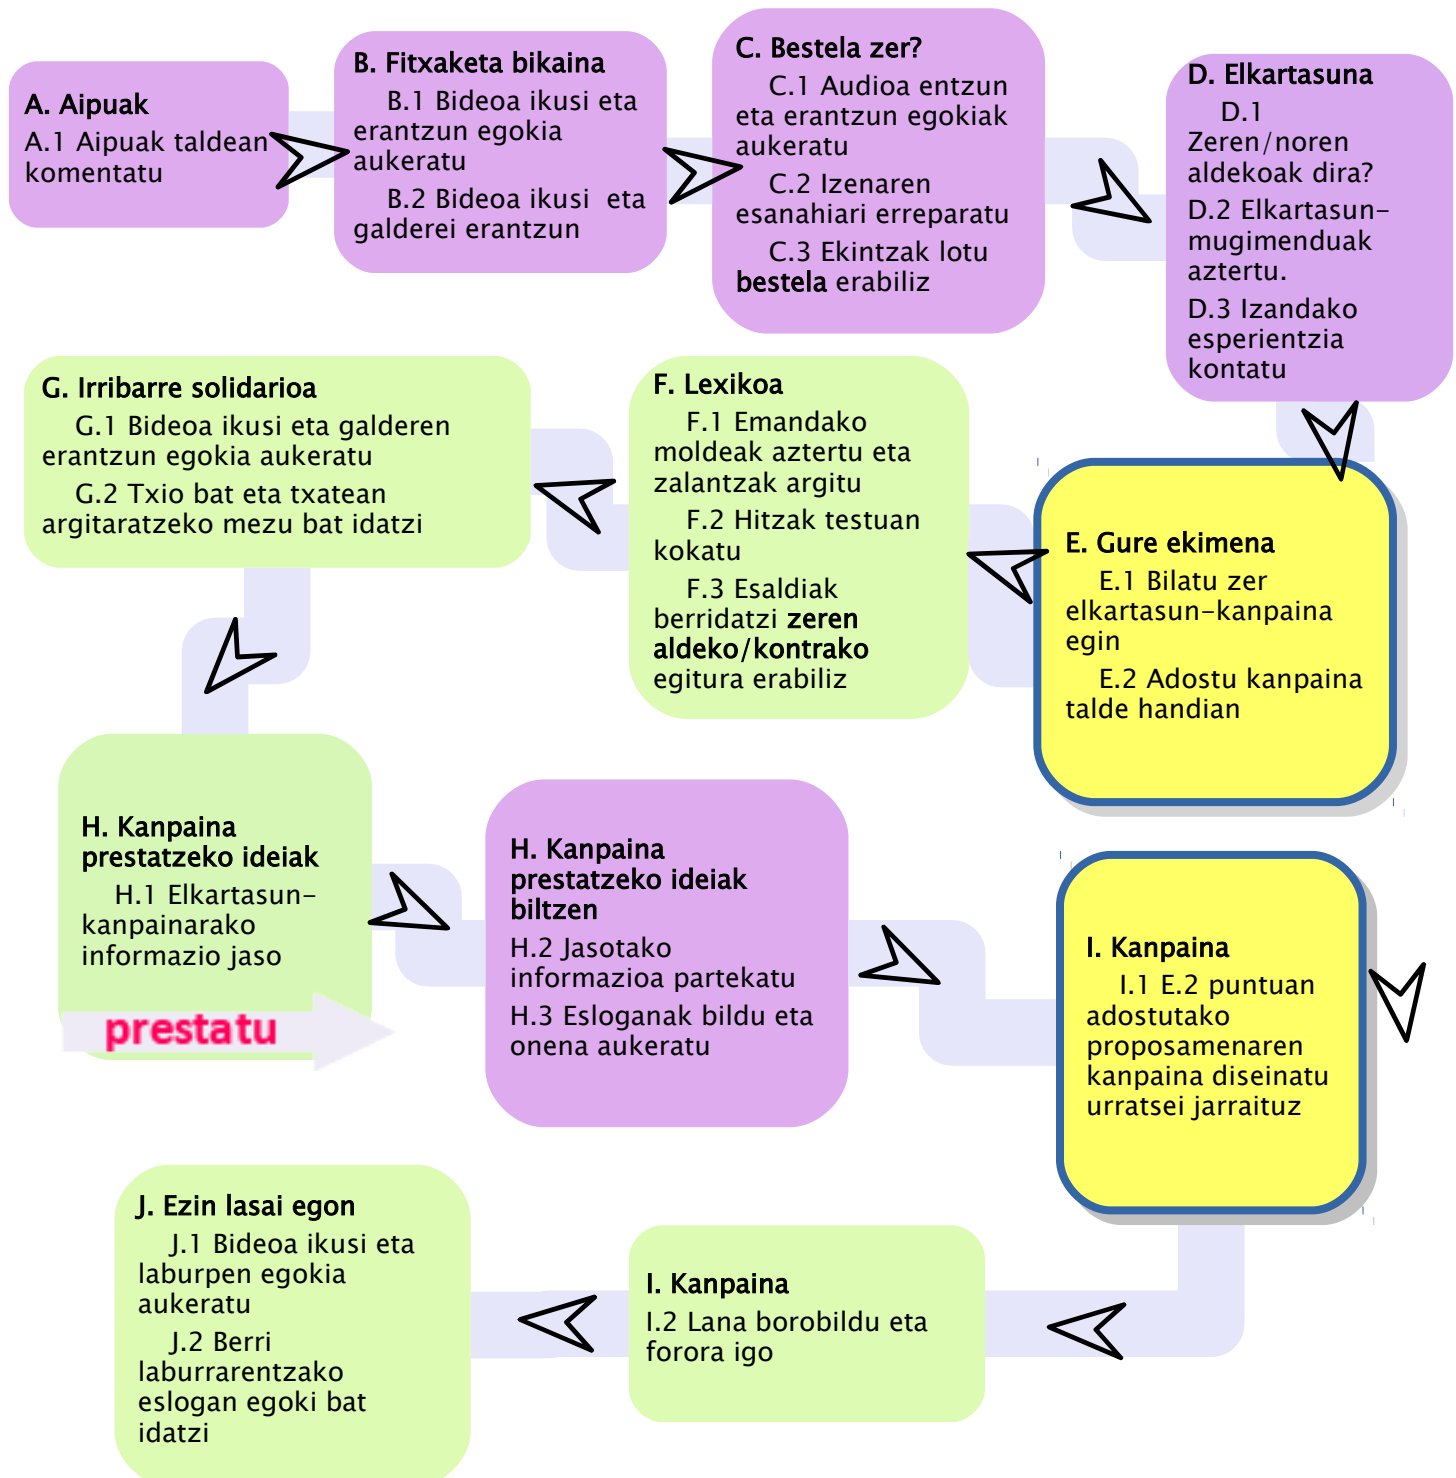 A. Aipuak
A.1 Aipuak taldean
komentatu
B. Fitxaketa bikaina
B.1 Bideoa ikusi eta
erantzun egokia
aukeratu
B.2 Bideoa ikusi eta
galderei erantzun
C. Bestela zer?
C.1 Audioa entzun
eta erantzun egokiak
aukeratu
C.2 Izenaren
esanahiari erreparatu
C.3 Ekintzak lotu
bestela erabiliz
D. Elkartasuna
D.1
Zeren/noren
aldekoak dira?
D.2 Elkartasun-
mugimenduak
aztertu.
D.3 Izandako
esperientzia
kontatu
E. Gure ekimena
E.1 Bilatu zer
elkartasun-kanpaina
egin
E.2 Adostu kanpaina
talde handian
F. Lexikoa
F.1 Emandako
moldeak aztertu eta
zalantzak argitu
F.2 Hitzak testuan
kokatu
F.3 Esaldiak
berridatzi zeren
aldeko/kontrako
egitura erabiliz
G. Irribarre solidarioa
G.1 Bideoa ikusi eta galderen
erantzun egokia aukeratu
G.2 Txio bat eta txatean
argitaratzeko mezu bat idatzi
H. Kanpaina
prestatzeko ideiak
H.1 Elkartasun-
kanpainarako
informazio jaso
prestatu
H. Kanpaina
prestatzeko ideiak
biltzen
H.2 Jasotako
informazioa partekatu
H.3 Esloganak bildu eta
onena aukeratu
I. Kanpaina
I.1 E.2 puntuan
adostutako
proposamenaren
kanpaina diseinatu
urratsei jarraituz
I. Kanpaina
I.2 Lana borobildu eta
forora igo
J. Ezin lasai egon
J.1 Bideoa ikusi eta
laburpen egokia
aukeratu
J.2 Berri
laburrarentzako
eslogan egoki bat
idatzi